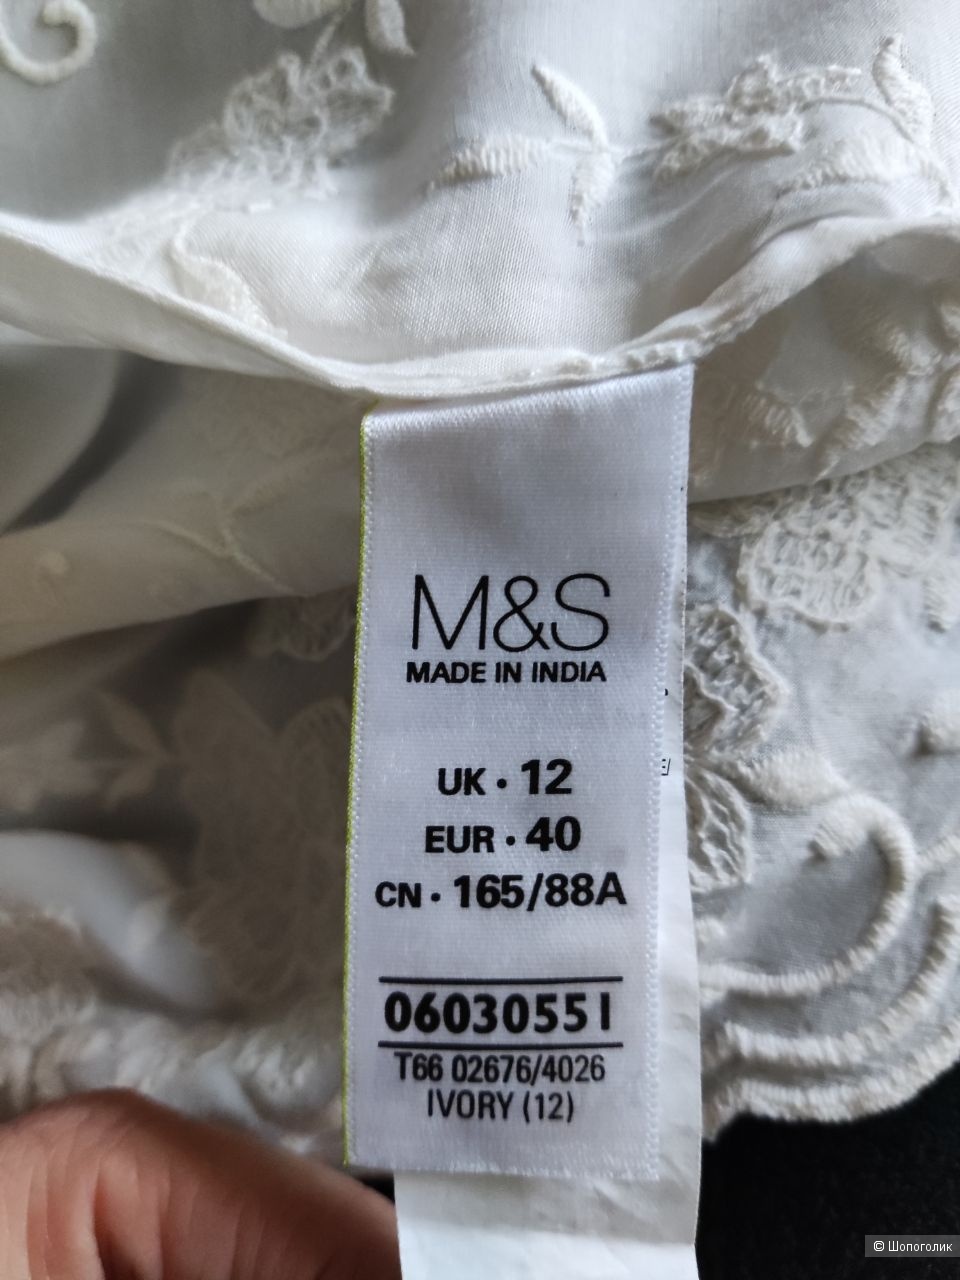 M&S
MADE IN INDIA
UK · 12
EUR · 40
CN · 165/88A
06030551
T66 02676/4026
IVORY (12)
© Шопоголик